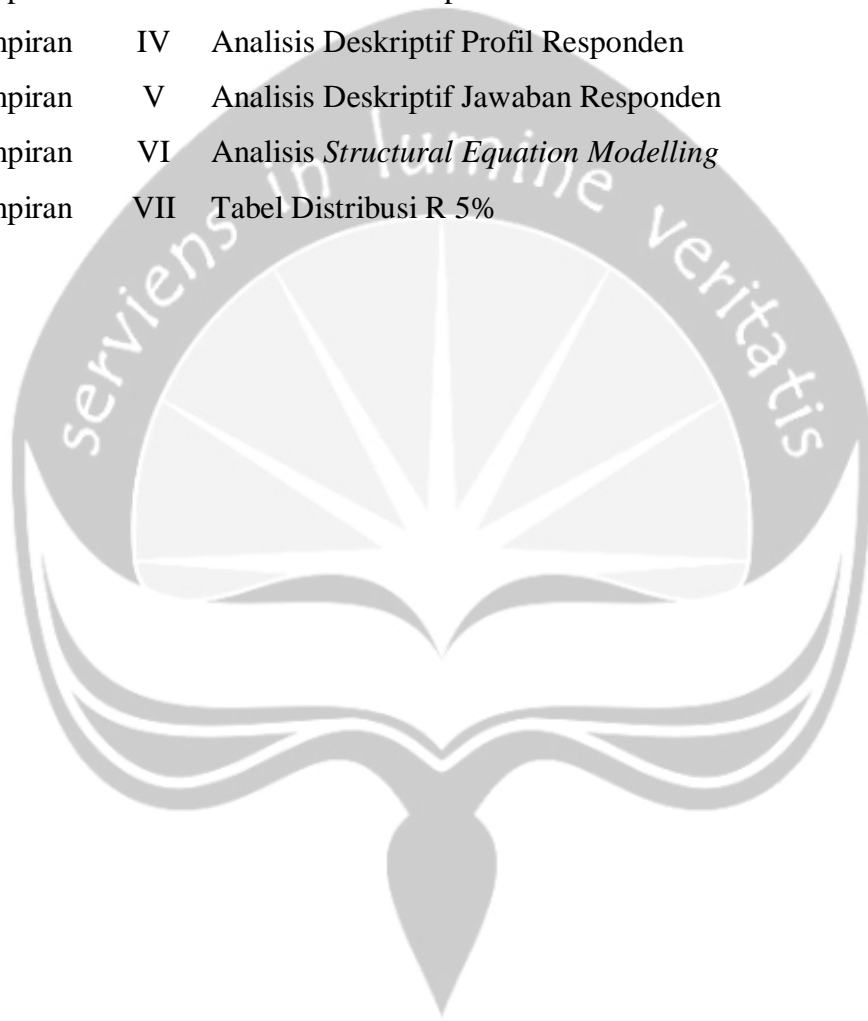 mpiran IV Analisis Deskriptif Profil Responden
mpiran V Analisis Deskriptif Jawaban Responden
mpiran VI Analisis Structural Equation Modelling
mpiran VII Tabel Distribusi R 5%
serviens in lumine veritatis